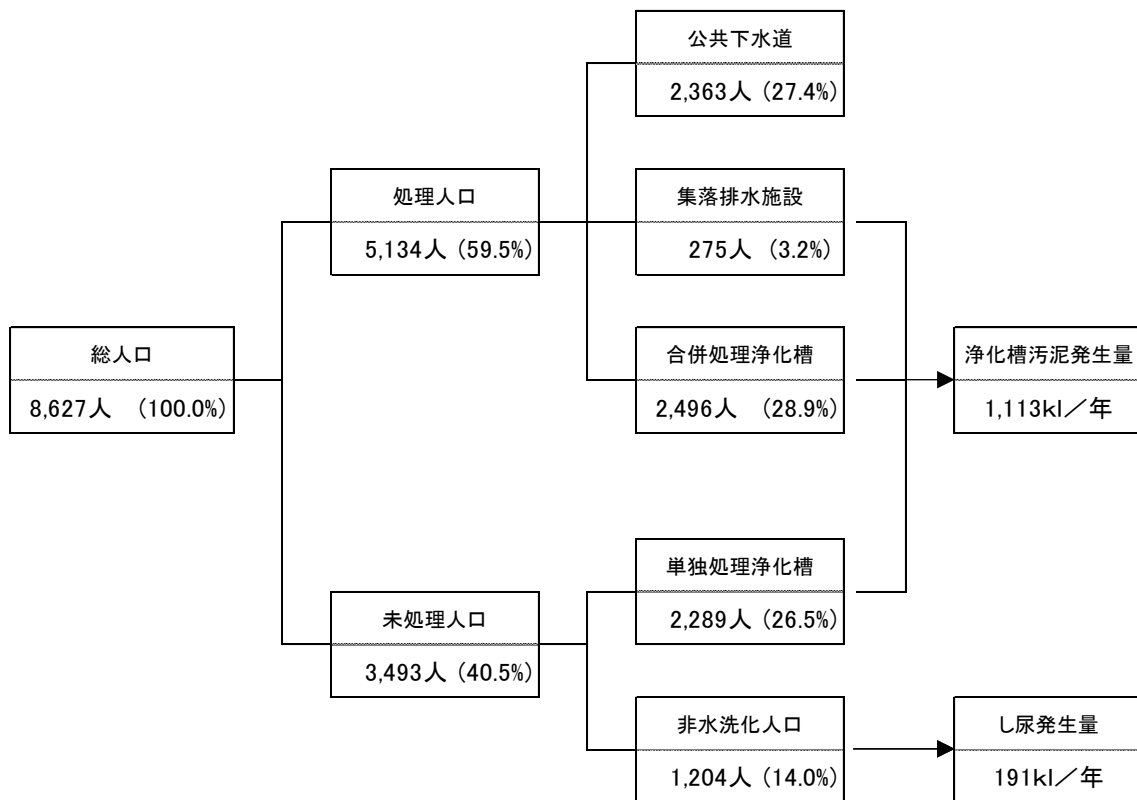 公共下水道
2,363人 (27.4%)
処理人口
5,134人 (59.5%)
集落排水施設
275人 (3.2%)
総人口
8,627人 (100.0%)
合併処理浄化槽
2,496人 (28.9%)
浄化槽汚泥発生量
1,113kl／年
単独処理浄化槽
2,289人 (26.5%)
未処理人口
3,493人 (40.5%)
非水洗化人口
1,204人 (14.0%)
し尿発生量
191kl／年